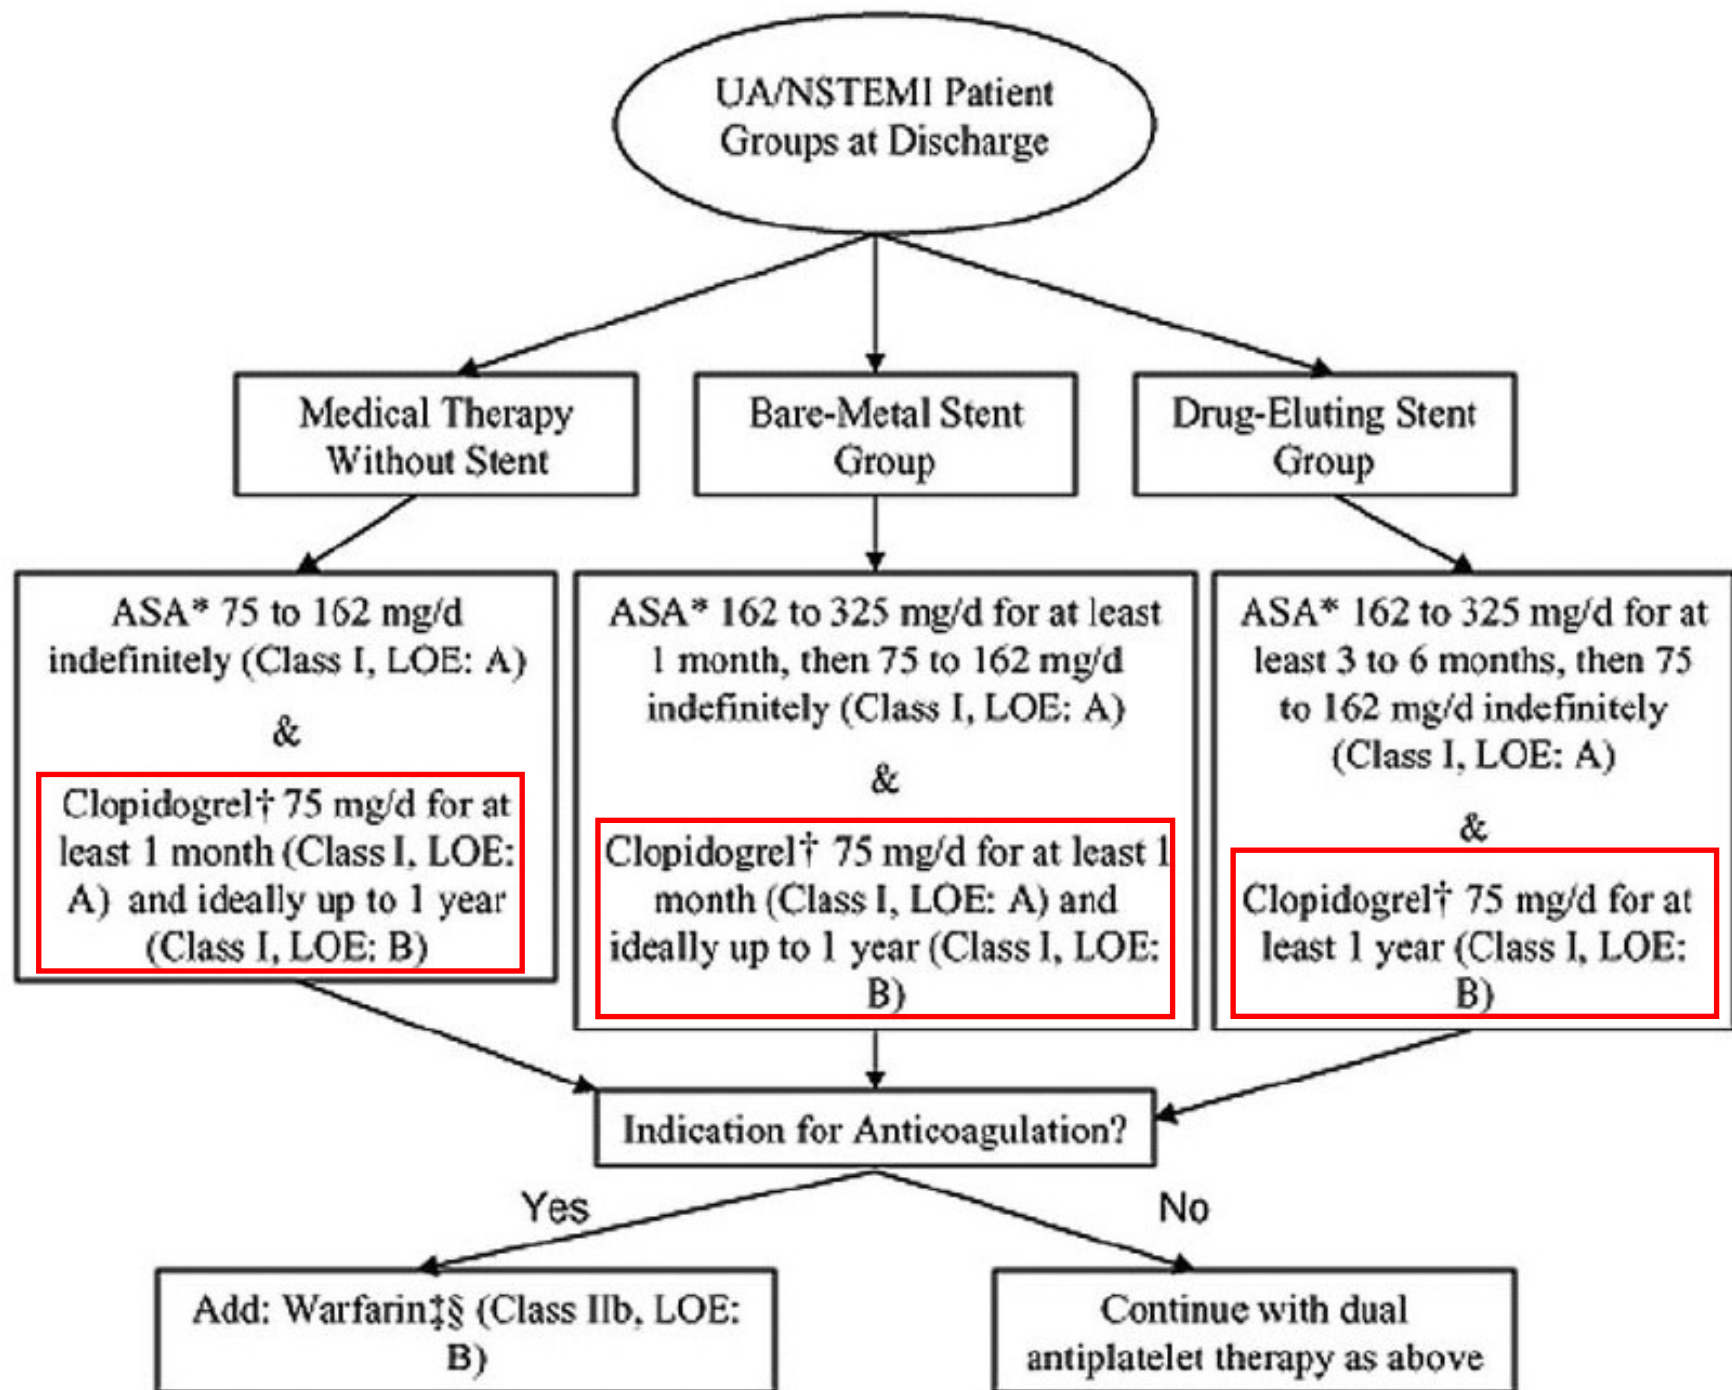 UA/NSTEMI Patient
Groups at Discharge
Medical Therapy
Without Stent
Bare-Metal Stent
Group
Drug-Eluting Stent
Group
ASA* 75 to 162 mg/d
indefinitely (Class I, LOE: A)
&
Clopidogrel† 75 mg/d for at
least 1 month (Class I, LOE:
A) and ideally up to 1 year
(Class I, LOE: B)
ASA* 162 to 325 mg/d for at least
1 month, then 75 to 162 mg/d
indefinitely (Class I, LOE: A)
&
Clopidogrel† 75 mg/d for at least 1
month (Class I, LOE: A) and
ideally up to 1 year (Class I, LOE:
B)
ASA* 162 to 325 mg/d for at
least 3 to 6 months, then 75
to 162 mg/d indefinitely
(Class I, LOE: A)
&
Clopidogrel† 75 mg/d for at
least 1 year (Class I, LOE:
B)
Indication for Anticoagulation?
Yes
No
Add: Warfarin‡§ (Class IIb, LOE:
B)
Continue with dual
antiplatelet therapy as above